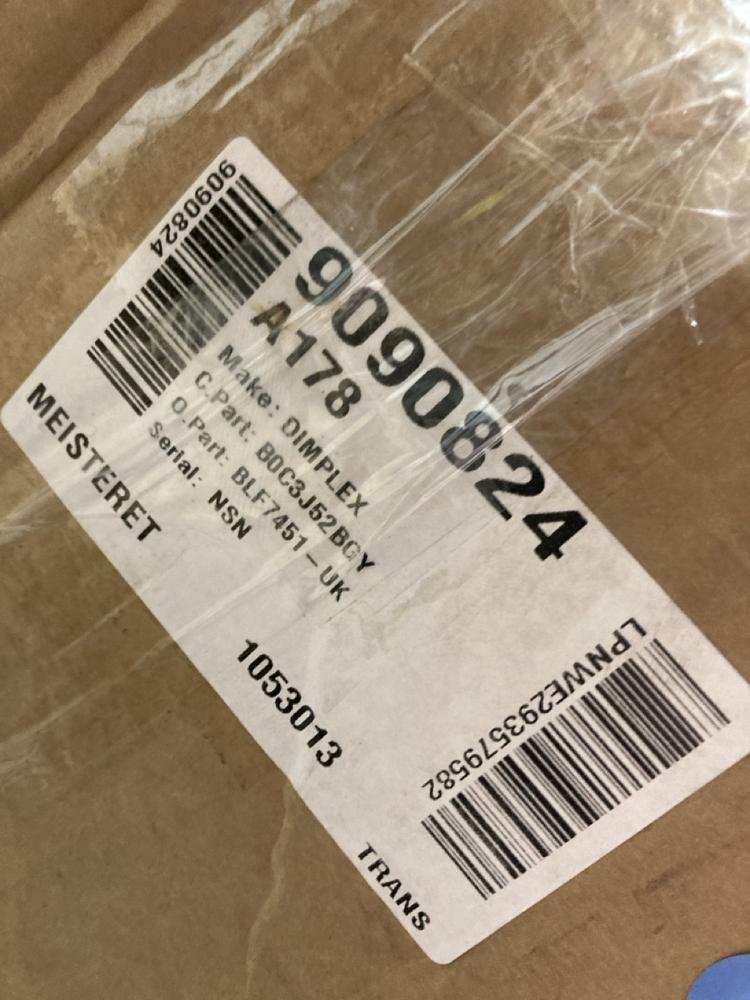 9090824
9090824
A178
Make: DIMPLEX
C.Part: B0C3J52BGY
O.Part: BLF7451-UK
Serial: NSN
MEISTERET
1053013
LPNWE293579582
TRANS